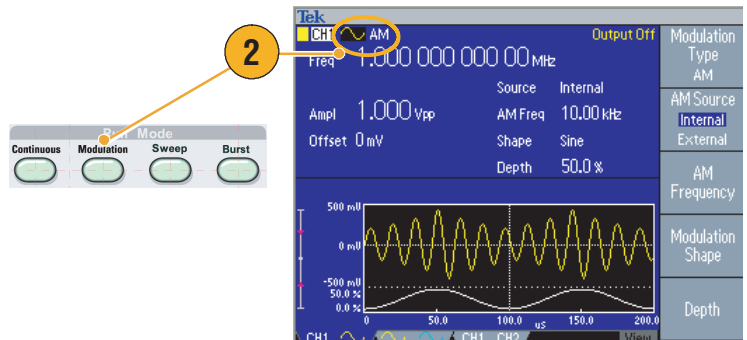 Tek
CH1 AM Output Off
Freq 1.000 000 000 00 MHz
Source Internal
Ampl 1.000 Vpp AM Freq 10.00 kHz
Offset 0 mV Shape Sine
Depth 50.0 %
500 mV
0 mV
-500 mV
50.0 %
0.0 %
0 50.0 100.0 us 150.0 200.0
CH1 CH1 CH2 View
Modulation
Type
AM
AM Source
Internal
External
AM
Frequency
Modulation
Shape
Depth
2
Run Mode
Continuous Modulation Sweep Burst